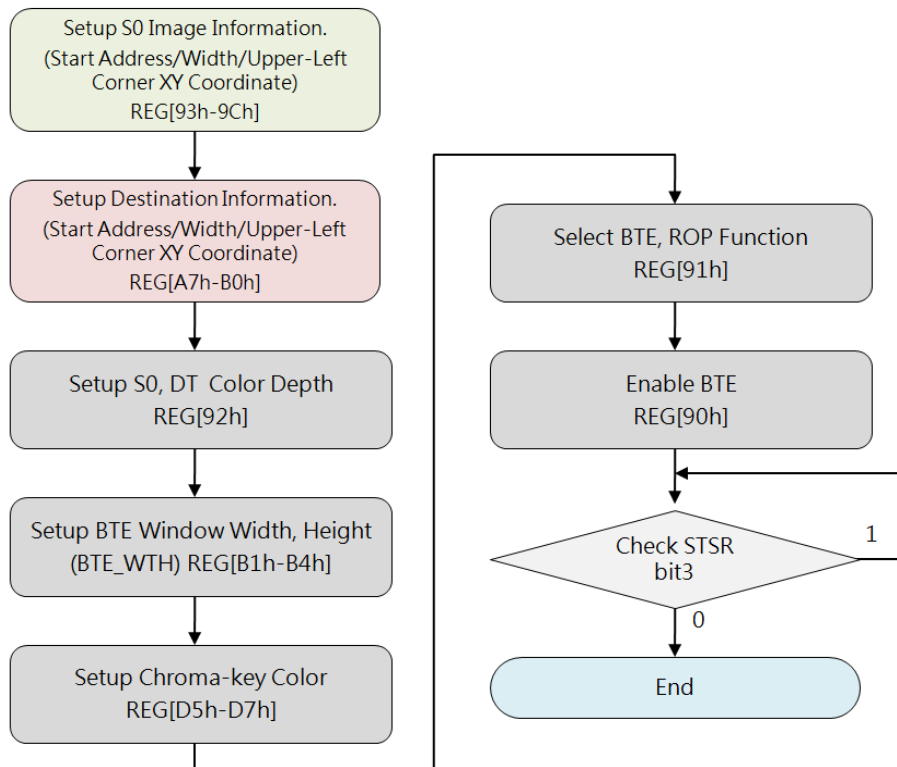 Setup S0 Image Information.
(Start Address/Width/Upper-Left
Corner XY Coordinate)
REG[93h-9Ch]
Setup Destination Information.
(Start Address/Width/Upper-Left
Corner XY Coordinate)
REG[A7h-B0h]
Setup S0, DT Color Depth
REG[92h]
Setup BTE Window Width, Height
(BTE_WTH) REG[B1h-B4h]
Setup Chroma-key Color
REG[D5h-D7h]
Select BTE, ROP Function
REG[91h]
Enable BTE
REG[90h]
Check STSR
bit3
1
0
End